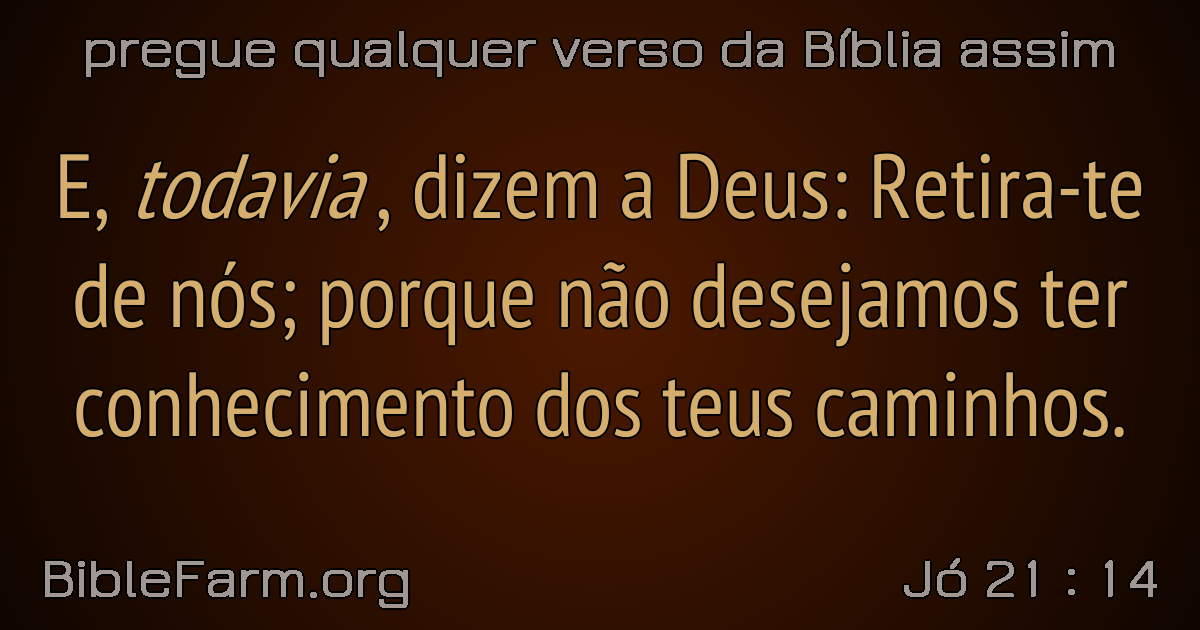 pregue qualquer verso da Bíblia assim
E, todavia, dizem a Deus: Retira-te
de nós; porque não desejamos ter
conhecimento dos teus caminhos.
BibleFarm.org
Jó 21 : 14